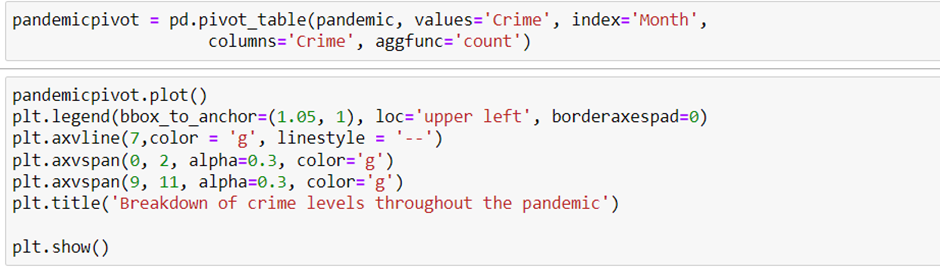 pandemicpivot = pd.pivot_table(pandemic, values='Crime', index='Month',
                   columns='Crime', aggfunc='count')
pandemicpivot.plot()
plt.legend(bbox_to_anchor=(1.05, 1), loc='upper left', borderaxespad=0)
plt.axvline(7,color = 'g', linestyle = '--')
plt.axvspan(0, 2, alpha=0.3, color='g')
plt.axvspan(9, 11, alpha=0.3, color='g')
plt.title('Breakdown of crime levels throughout the pandemic')
plt.show()